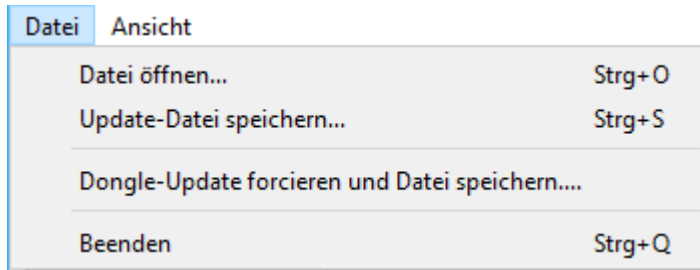 Datei Ansicht
Datei öffnen... Strg+O
Update-Datei speichern... Strg+S
Dongle-Update forcieren und Datei speichern....
Beenden Strg+Q